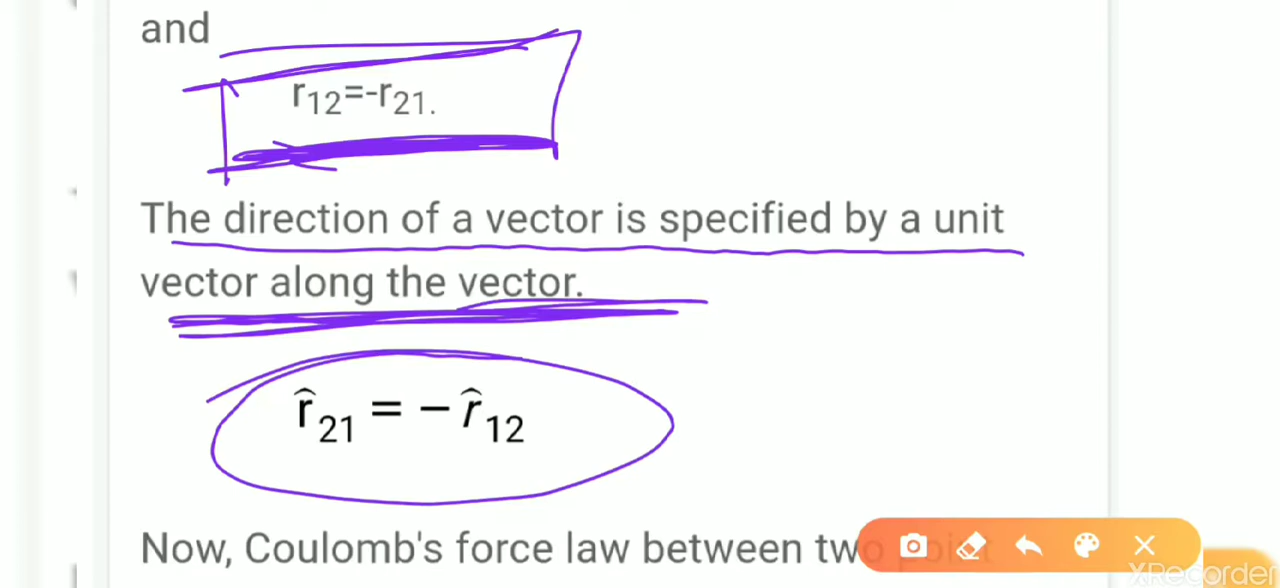 and
r₁₂=-r₂₁.
The direction of a vector is specified by a unit
vector along the vector.
r̂₂₁ = − r̂₁₂
Now, Coulomb's force law between two
XRecorder